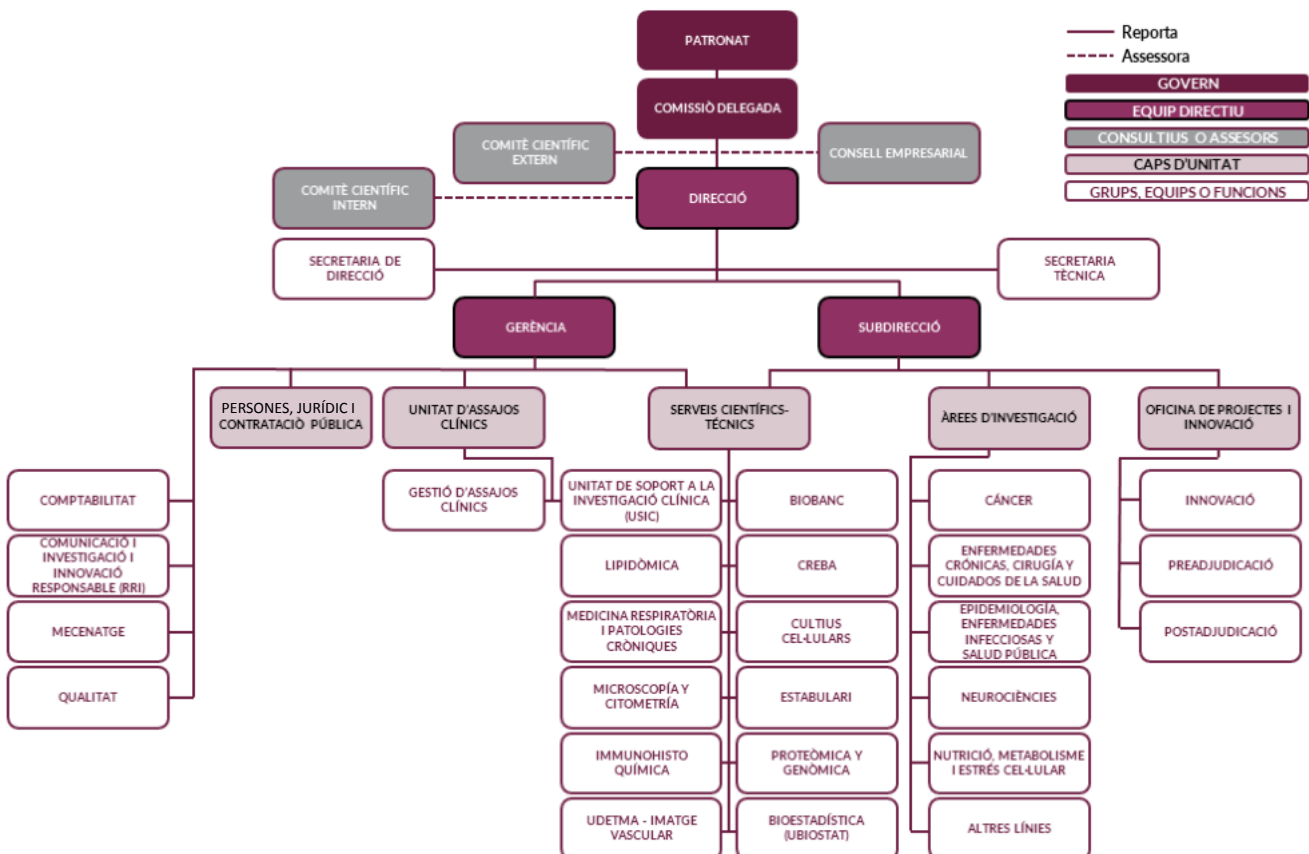 PATRONAT
Reporta
Assessora
GOVERN
EQUIP DIRECTIU
CONSULTIUS O ASSESORS
CAPS D'UNITAT
GRUPS, EQUIPS O FUNCIONS
COMISSIÒ DELEGADA
COMITÈ CIENTÍFIC
EXTERN
CONSELL EMPRESARIAL
COMITÈ CIENTÍFIC
INTERN
DIRECCIÓ
SECRETARIA DE
DIRECCIÓ
SECRETARIA
TÈCNICA
GERÈNCIA
SUBDIRECCIÓ
PERSONES, JURÍDIC I
CONTRATACIÒ PÚBLICA
UNITAT D'ASSAJOS
CLÍNICS
SERVEIS CIENTÍFICS-
TÉCNICS
ÀREES D'INVESTIGACIÓ
OFICINA DE PROJECTES I
INNOVACIÓ
COMPTABILITAT
COMUNICACIÓ I
INVESTIGACIÓ I
INNOVACIÓ
RESPONSABLE (RRI)
MECENATGE
QUALITAT
GESTIÓ D'ASSAJOS
CLÍNICS
UNITAT DE SOPORT A LA
INVESTIGACIÓ CLÍNICA
(USIC)
LIPIDÒMICA
MEDICINA RESPIRATÒRIA
I PATOLOGIES
CRÒNIQUES
MICROSCOPÍA Y
CITOMETRÍA
IMMUNOHISTO
QUÍMICA
UDETMA - IMATGE
VASCULAR
BIOBANC
CREBA
CULTIUS
CEL·LULARS
ESTABULARI
PROTEÒMICA Y
GENÒMICA
BIOESTADÍSTICA
(UBIOSTAT)
CÁNCER
ENFERMEDADES
CRÓNICAS, CIRUGÍA Y
CUIDADOS DE LA SALUD
EPIDEMIOLOGÍA,
ENFERMEDADES
INFECCIOSAS Y
SALUD PÚBLICA
NEUROCIÈNCIES
NUTRICIÓ, METABOLISME
I ESTRÉS CEL·LULAR
ALTRES LÍNIES
INNOVACIÓ
PREADJUDICACIÓ
POSTADJUDICACIÓ